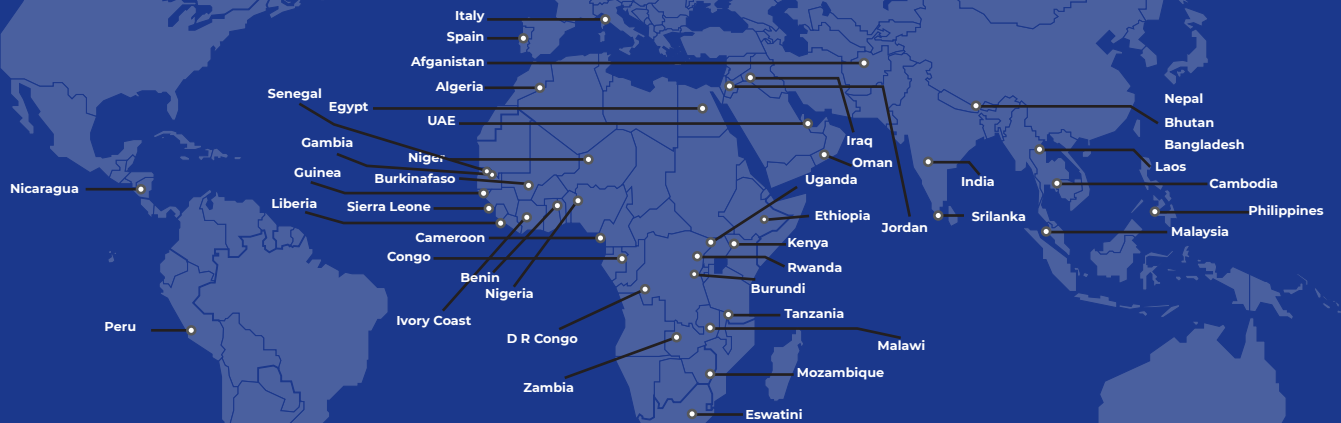 Italy
Spain
Afganistan
Algeria
Senegal
Egypt
UAE
Gambia
Niger
Guinea
Burkinafaso
Nicaragua
Liberia
Sierra Leone
Cameroon
Congo
Benin
Nigeria
Ivory Coast
Peru
D R Congo
Zambia
Nepal
Bhutan
Bangladesh
Iraq
Oman
Laos
Uganda
India
Cambodia
Ethiopia
Srilanka
Philippines
Jordan
Malaysia
Kenya
Rwanda
Burundi
Tanzania
Malawi
Mozambique
Eswatini